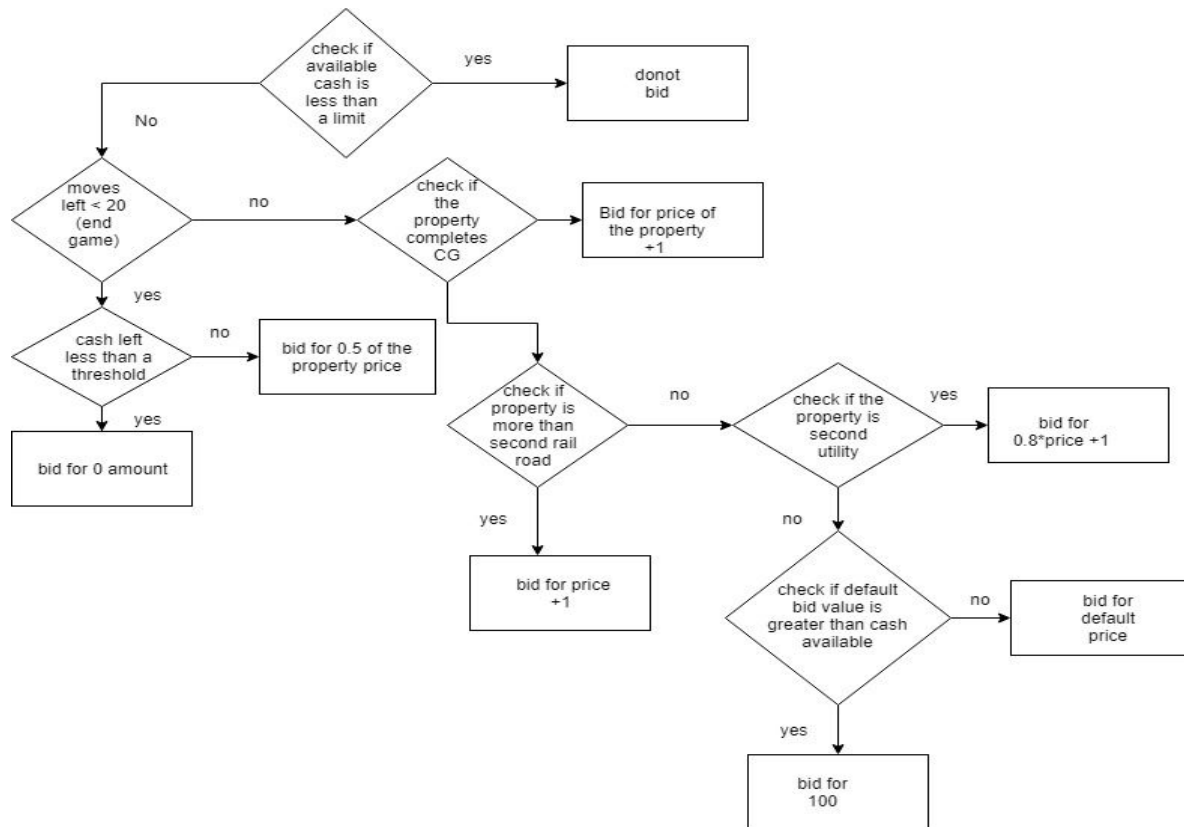 check if
available
cash is
less than
a limit
yes
donot
bid
No
moves
left < 20
(end
game)
no
check if
the
property
completes
CG
Bid for price of
the property
+1
yes
cash left
less than a
threshold
no
bid for 0.5 of the
property price
yes
bid for 0 amount
check if
property is
more than
second rail
road
no
check if the
property is
second
utility
yes
bid for
0.8*price +1
yes
bid for price
+1
no
check if default
bid value is
greater than cash
available
no
bid for
default
price
yes
bid for
100